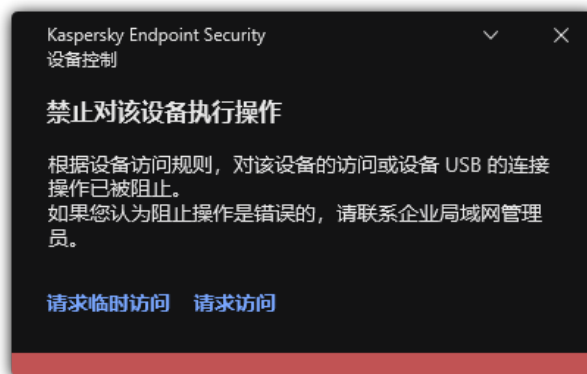 Kaspersky Endpoint Security
设备控制
禁止对该设备执行操作
根据设备访问规则，对该设备的访问或设备 USB 的连接
操作已被阻止。
如果您认为阻止操作是错误的，请联系企业局域网管理
员。
请求临时访问 请求访问